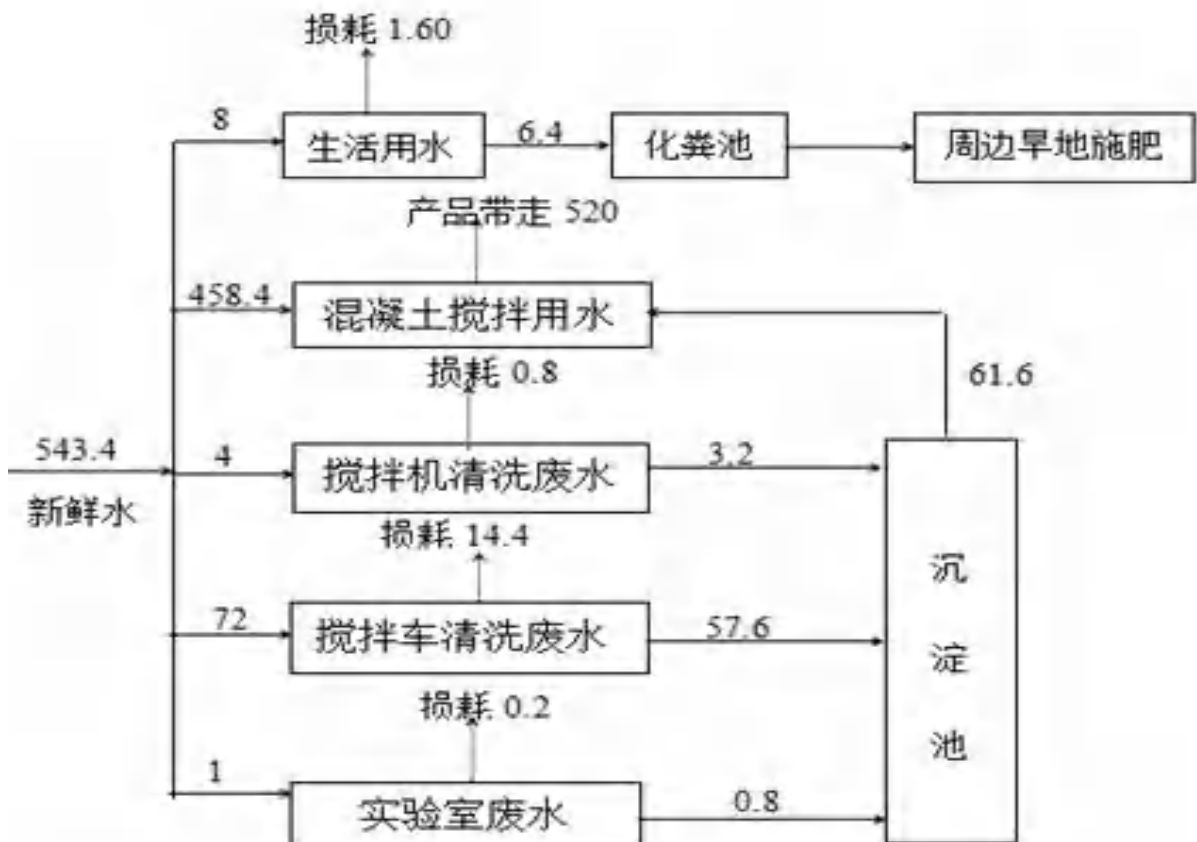 损耗 1.60
8
生活用水
6.4
化粪池
周边旱地施肥
产品带走 520
458.4
混凝土搅拌用水
61.6
损耗 0.8
543.4
新鲜水
4
搅拌机清洗废水
3.2
损耗 14.4
72
搅拌车清洗废水
57.6
沉淀池
损耗 0.2
1
实验室废水
0.8